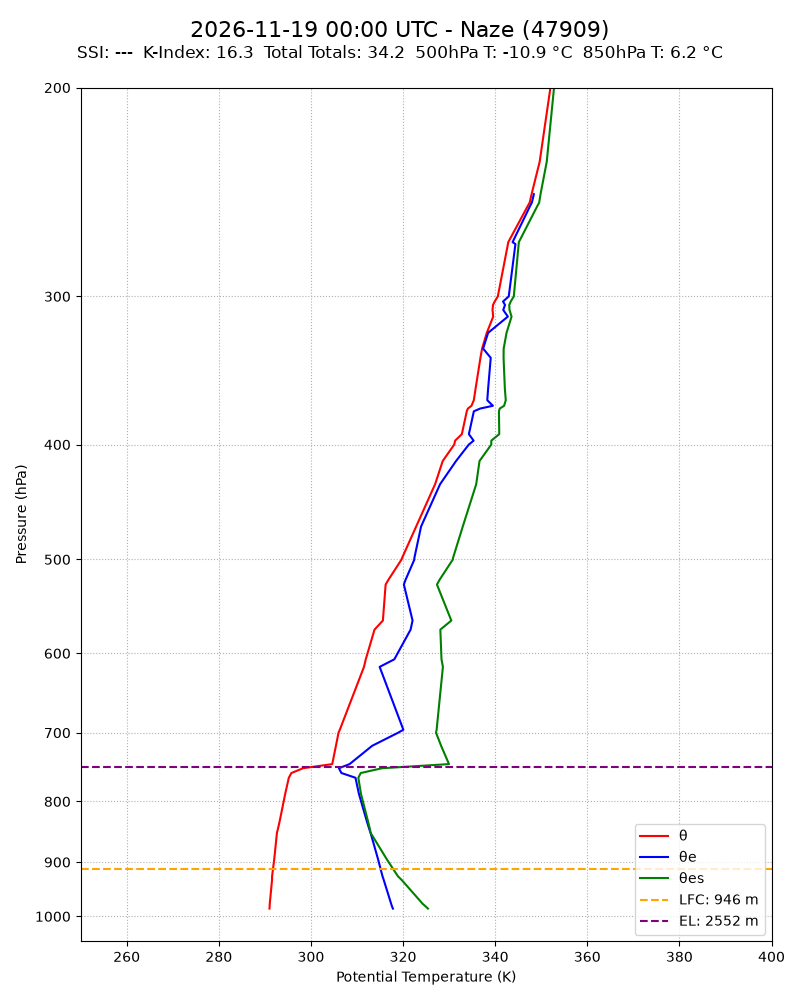 2026-11-19 00:00 UTC - Naze (47909)
SSI: ---  K-Index: 16.3  Total Totals: 34.2  500hPa T: -10.9 °C  850hPa T: 6.2 °C
200
300
400
500
600
700
800
900
1000
Pressure (hPa)
θ
θe
θes
LFC: 946 m
EL: 2552 m
260
280
300
320
340
360
380
400
Potential Temperature (K)